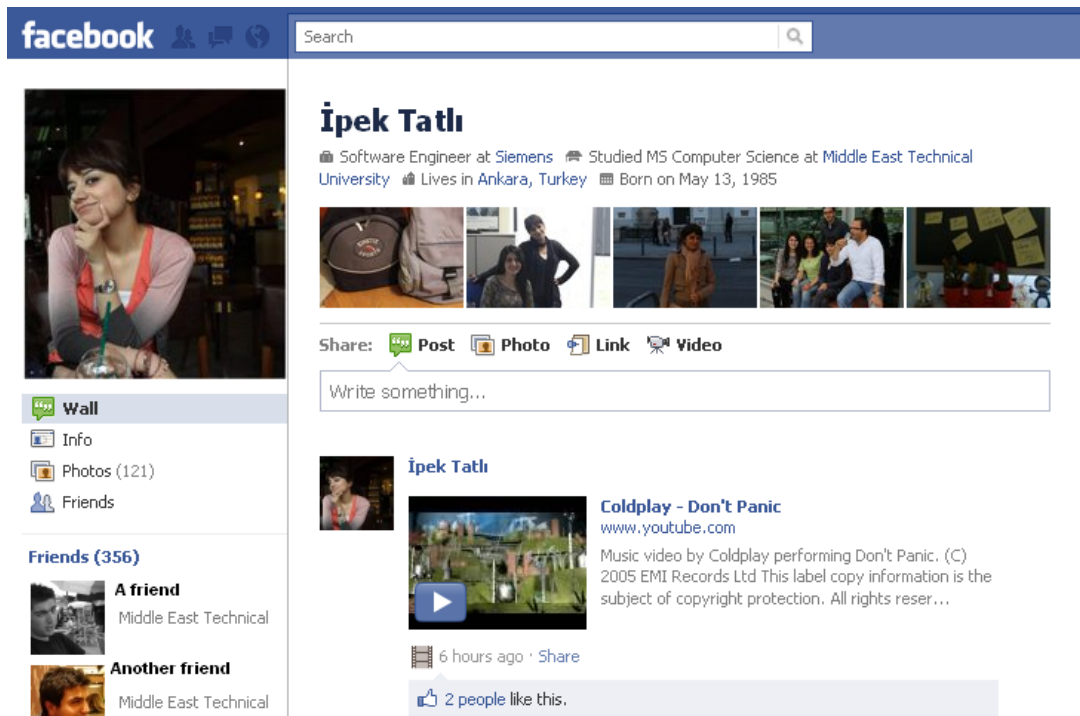 facebook
Search
İpek Tatlı
Software Engineer at Siemens Studied MS Computer Science at Middle East Technical
University Lives in Ankara, Turkey Born on May 13, 1985
Share: Post Photo Link Video
Write something...
Wall
Info
Photos (121)
Friends
Friends (356)
A friend
Middle East Technical
Another friend
Middle East Technical
İpek Tatlı
Coldplay - Don't Panic
www.youtube.com
Music video by Coldplay performing Don't Panic. (C)
2005 EMI Records Ltd This label copy information is the
subject of copyright protection. All rights reser...
6 hours ago · Share
2 people like this.